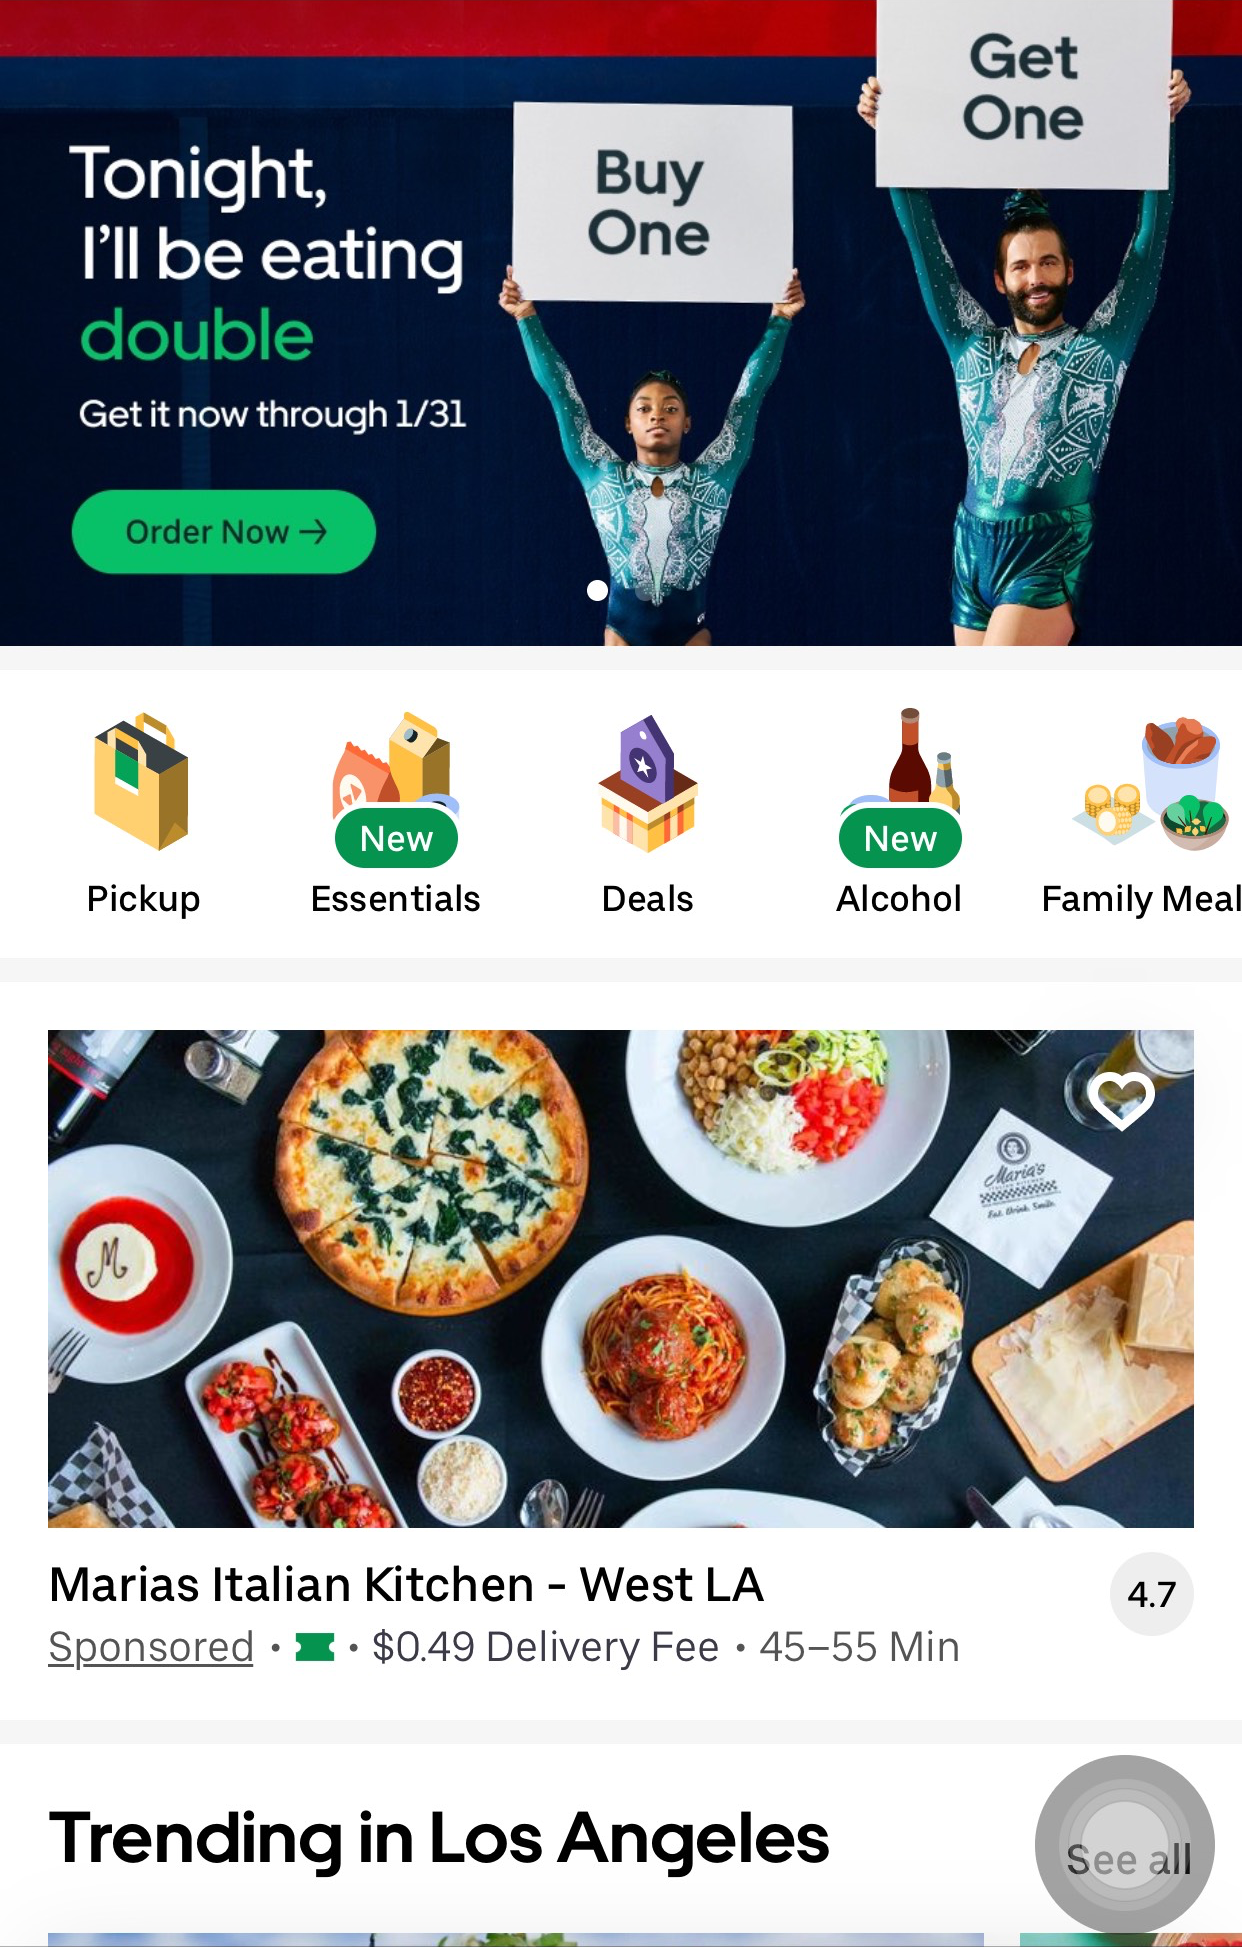 Get
One
Buy
One
Tonight,
I'll be eating
double
Get it now through 1/31
Order Now →
New
New
Pickup
Essentials
Deals
Alcohol
Family Meal
M
Maria's
Eat. Drink. Smile.
Marias Italian Kitchen - West LA
4.7
Sponsored • • $0.49 Delivery Fee • 45–55 Min
Trending in Los Angeles
See all